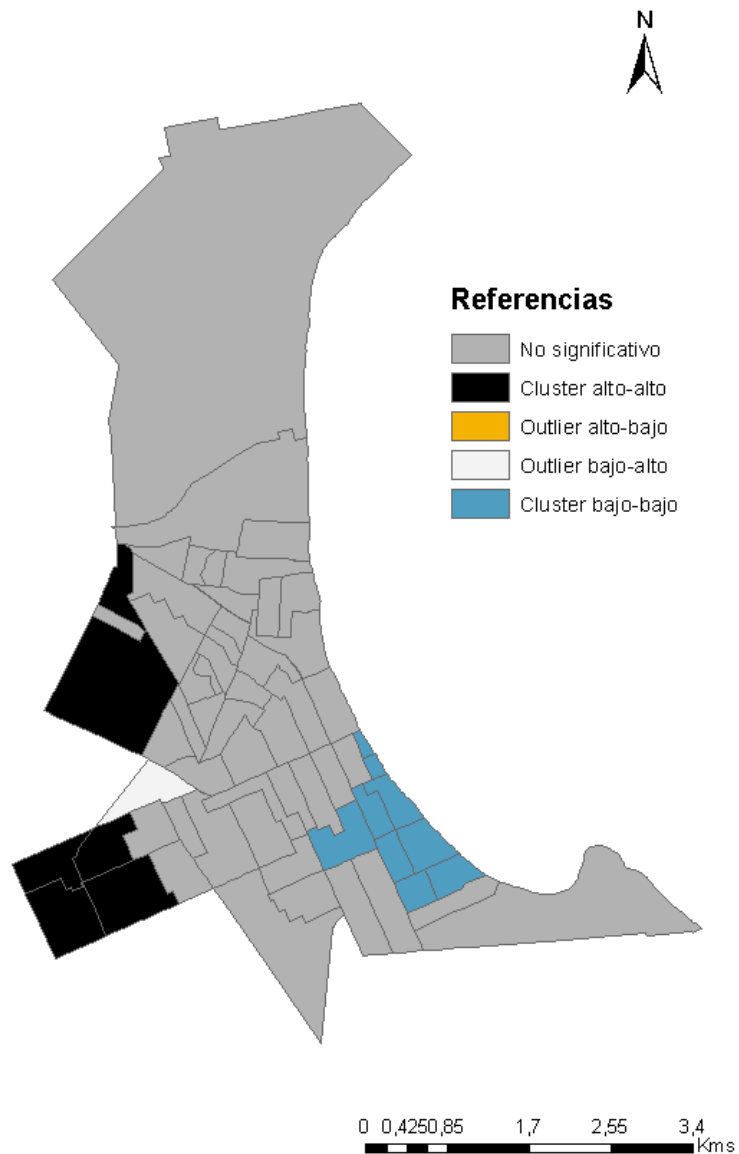 N
Referencias
No significativo
Cluster alto-alto
Outlier alto-bajo
Outlier bajo-alto
Cluster bajo-bajo
0 0,4250,85 1,7 2,55 3,4
Kms